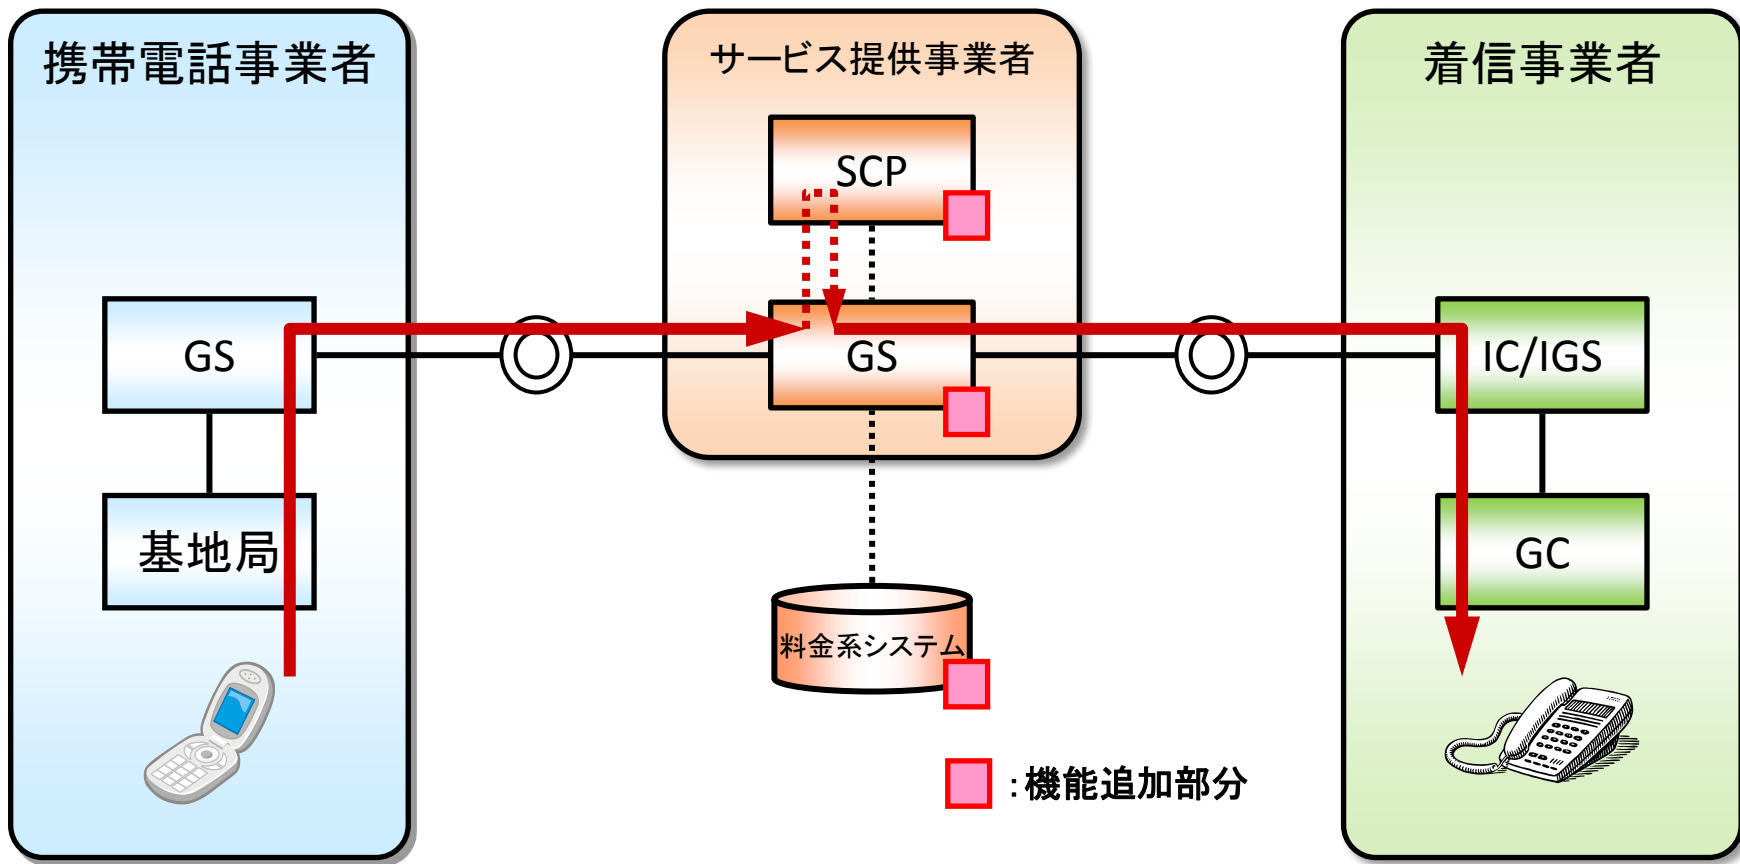 携帯電話事業者
サービス提供事業者
着信事業者
SCP
GS
GS
IC/IGS
基地局
GC
料金系システム
:機能追加部分